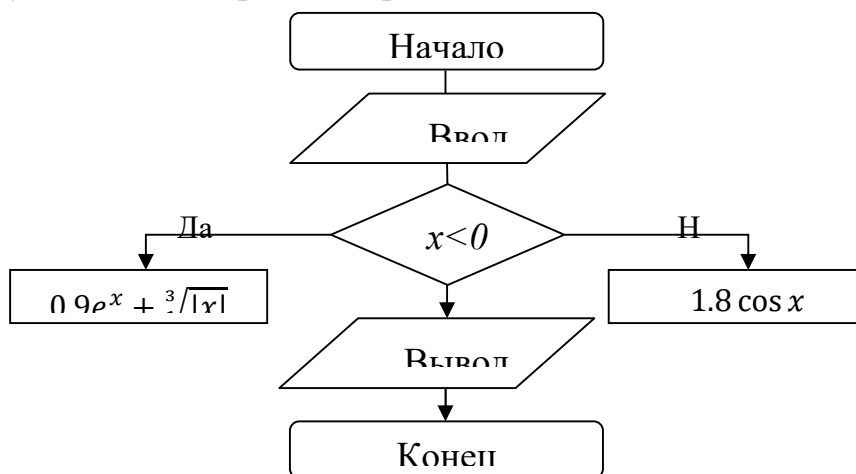 Начало
Ввод
Да
x<0
Н
0.9e^x + ∛|x|
1.8 cos x
Вывод
Конец